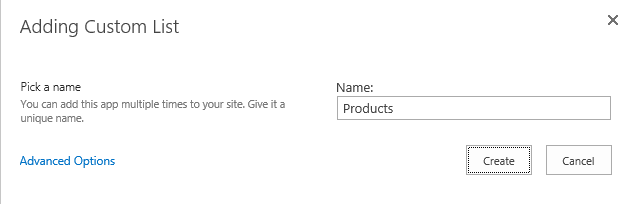 Adding Custom List
Pick a name
You can add this app multiple times to your site. Give it a
unique name.
Name:
Products
Advanced Options
Create
Cancel